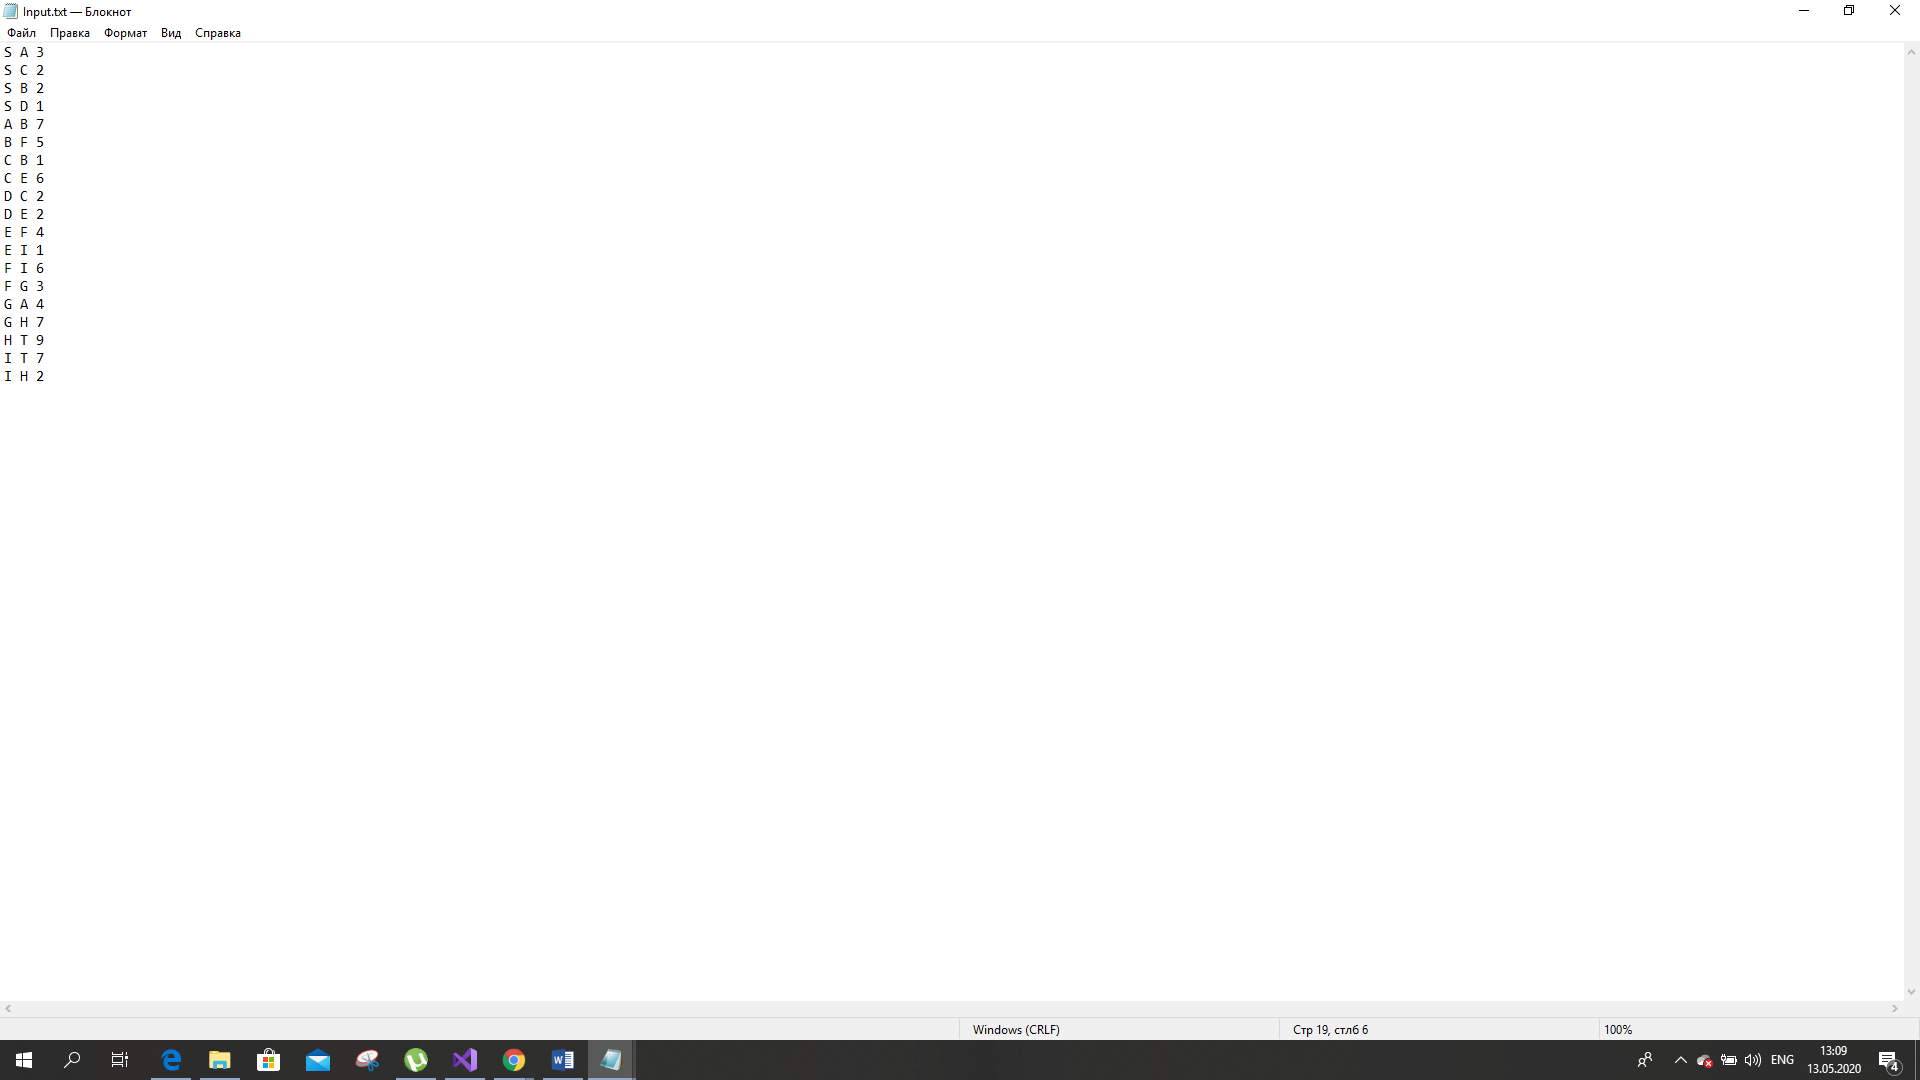 Input.txt — Блокнот
Файл Правка Формат Вид Справка
S A 3
S C 2
S B 2
S D 1
A B 7
B F 5
C B 1
C E 6
D C 2
D E 2
E F 4
E I 1
F I 6
F G 3
G A 4
G H 7
H T 9
I T 7
I H 2
Windows (CRLF) Стр 19, стлб 6 100%
ENG
13:09
13.05.2020
4